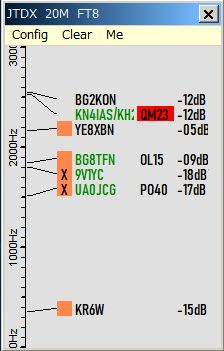 JTDX 20M FT8
Config Clear Me
3000
BG2KON -12dB
KN4IAS/KH2 QM23 -12dB
YE8XBN -05dB
2000Hz
BG8TFN OL15 -09dB
X 9V1YC -18dB
X UA0JCG PO40 -17dB
1000Hz
KR6W -15dB
0Hz